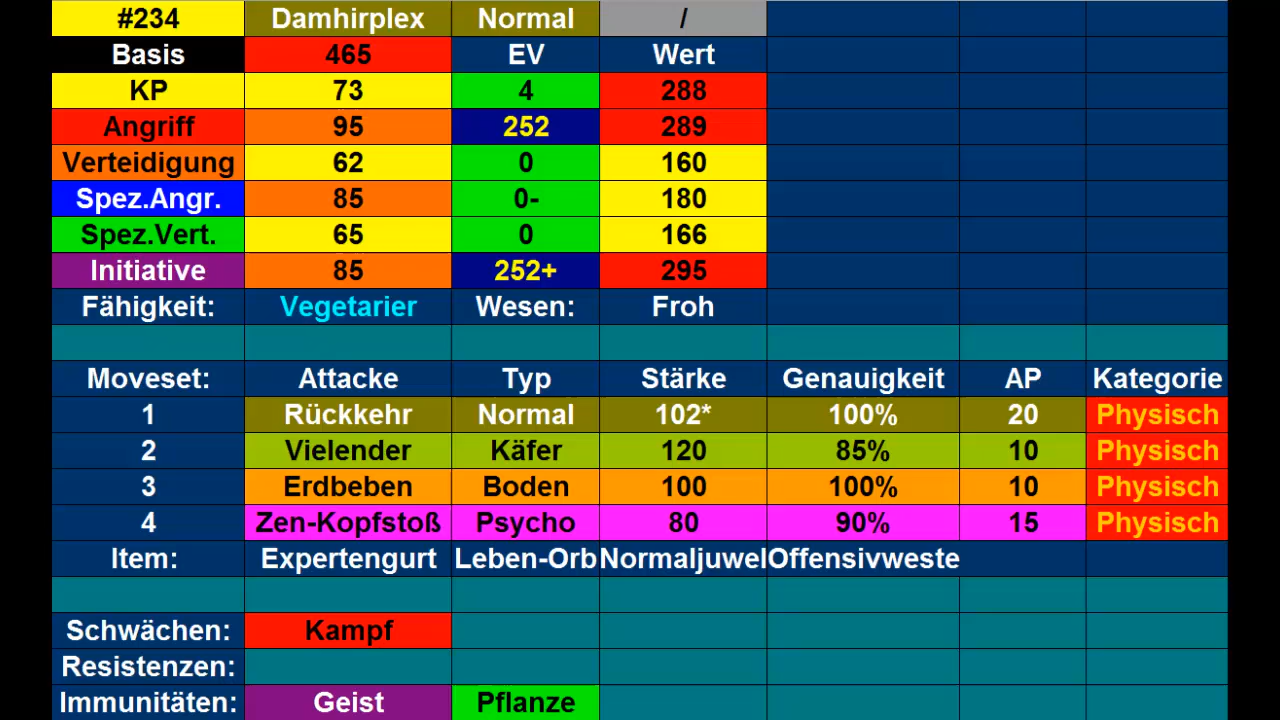 #234 Damhirplex Normal /
Basis 465 EV Wert
KP 73 4 288
Angriff 95 252 289
Verteidigung 62 0 160
Spez.Angr. 85 0- 180
Spez.Vert. 65 0 166
Initiative 85 252+ 295
Fähigkeit: Vegetarier Wesen: Froh
Moveset: Attacke Typ Stärke Genauigkeit AP Kategorie
1 Rückkehr Normal 102* 100% 20 Physisch
2 Vielender Käfer 120 85% 10 Physisch
3 Erdbeben Boden 100 100% 10 Physisch
4 Zen-Kopfstoß Psycho 80 90% 15 Physisch
Item: Expertengurt Leben-Orb Normaljuwel Offensivweste
Schwächen: Kampf
Resistenzen:
Immunitäten: Geist Pflanze